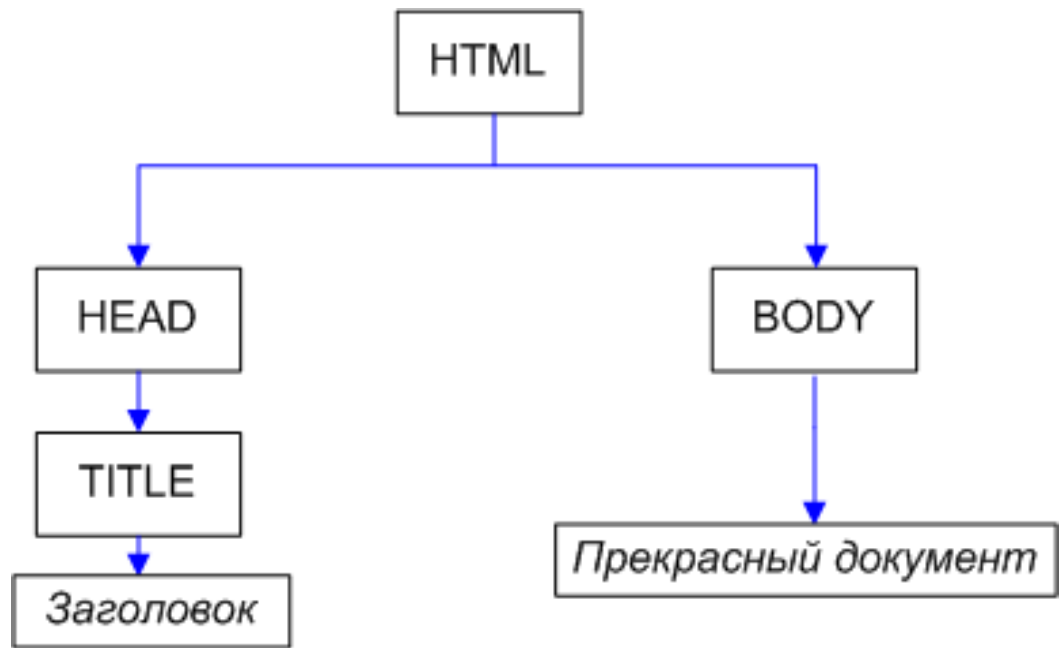 HTML
HEAD
BODY
TITLE
Прекрасный документ
Заголовок